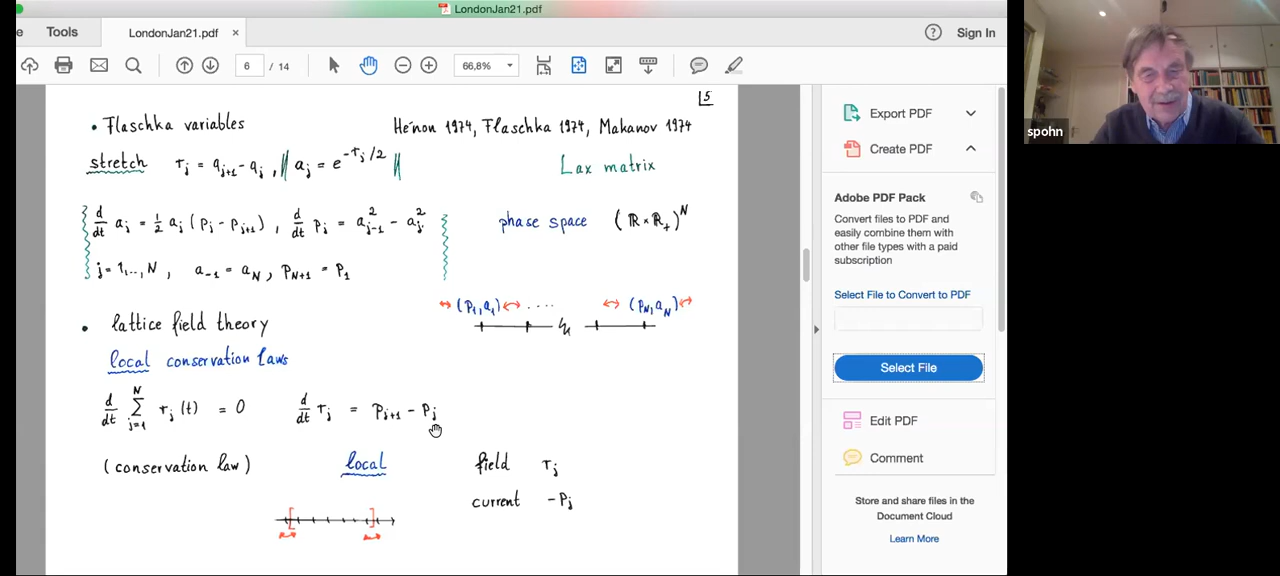 LondonJan21.pdf
e Tools LondonJan21.pdf × ? Sign In
6 / 14 66,8%
5
• Flaschka variables Hénon 1974, Flaschka 1974, Manakov 1974
stretch r_j = q_{j+1} - q_j , || a_j = e^{-r_j/2} || Lax matrix
d/dt a_j = 1/2 a_j (p_j - p_{j+1}), d/dt p_j = a_{j-1}^2 - a_j^2 phase space (ℝ × ℝ_+)^N
j = 1,..., N , a_{-1} = a_N , p_{N+1} = p_1
(p_1, a_1) .... (p_N, a_N)
• lattice field theory
local conservation laws
d/dt Σ_{j=1}^N r_j (t) = 0 d/dt r_j = p_{j+1} - p_j
(conservation law) local field r_j
current -p_j
spohn
Export PDF
Create PDF
Adobe PDF Pack
Convert files to PDF and
easily combine them with
other file types with a paid
subscription
Select File to Convert to PDF
Select File
Edit PDF
Comment
Store and share files in the
Document Cloud
Learn More